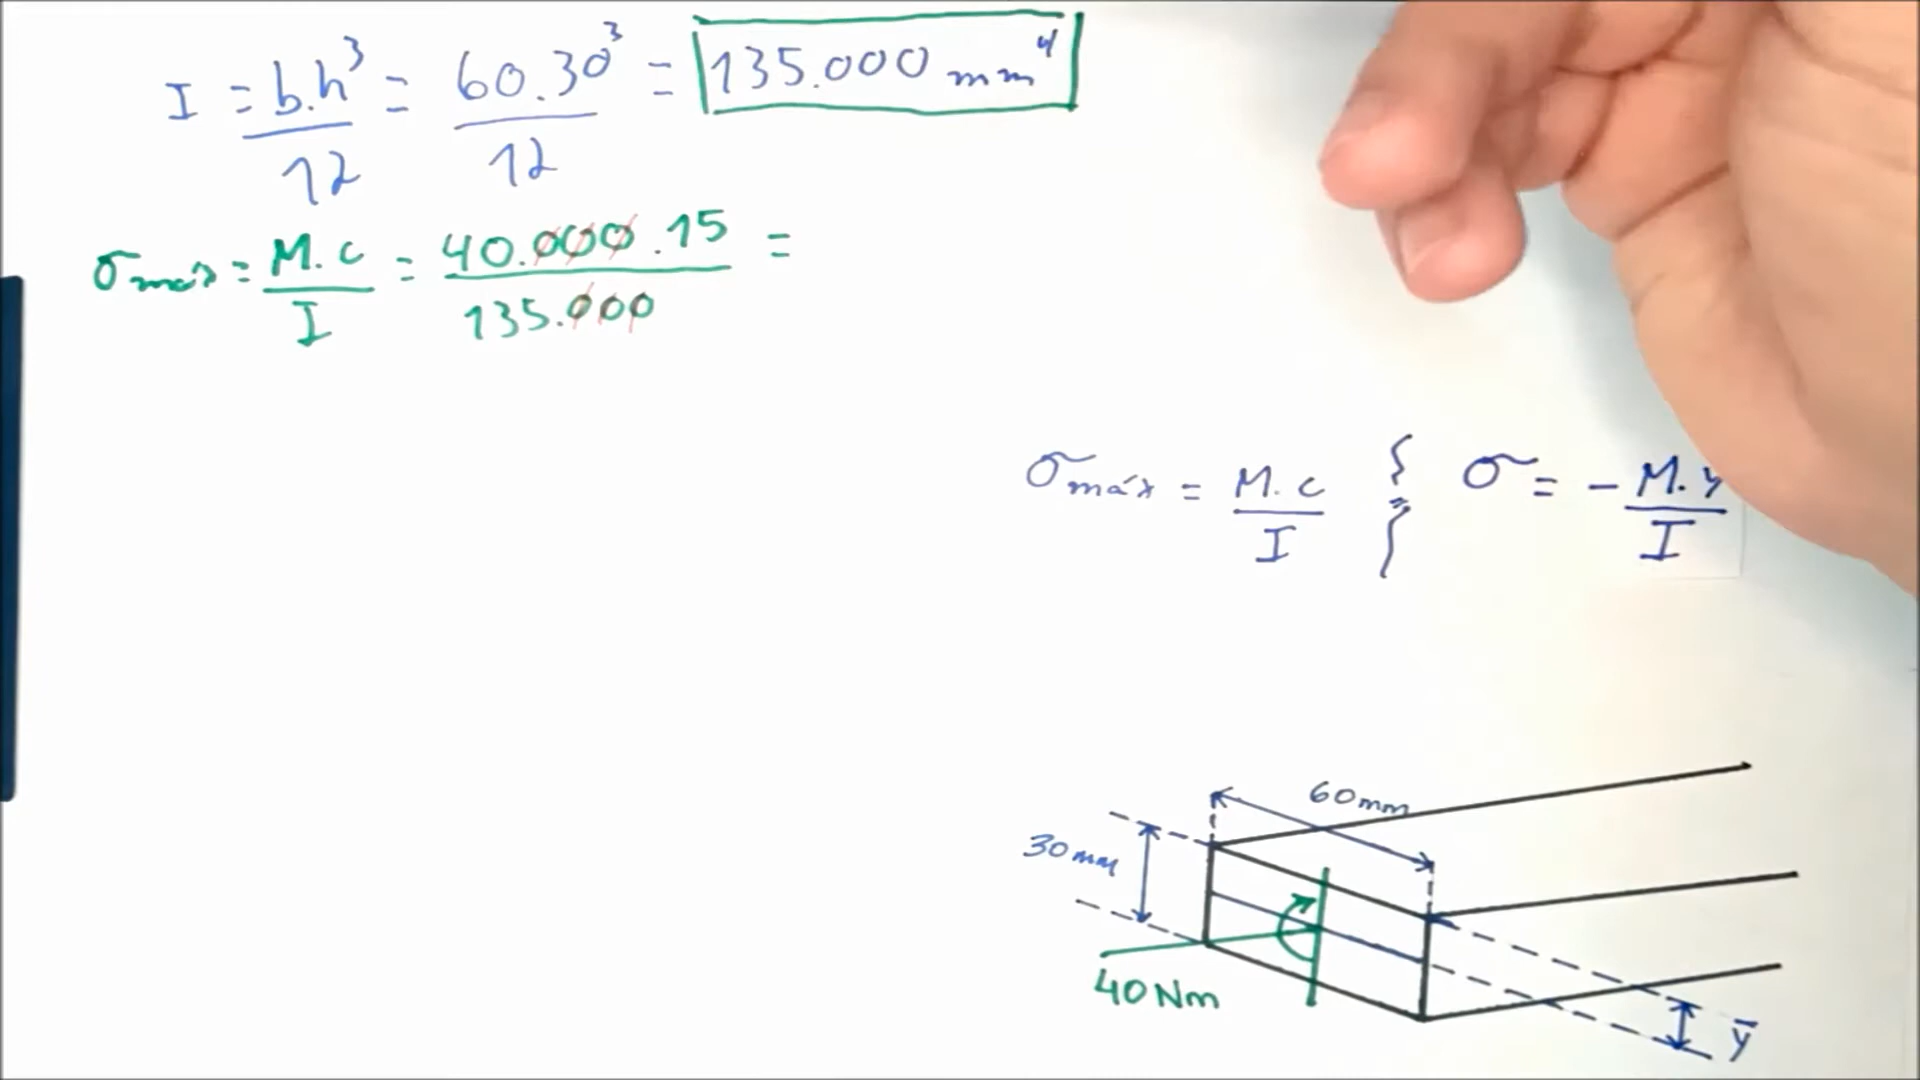 I = b.h³/12 = 60.30³/12 = 135.000 mm⁴
σmáx = M.c/I = 40.000.15/135.000 =
σmáx = M.c/I } σ = - M.y/I
60mm
30mm
40Nm
ȳ